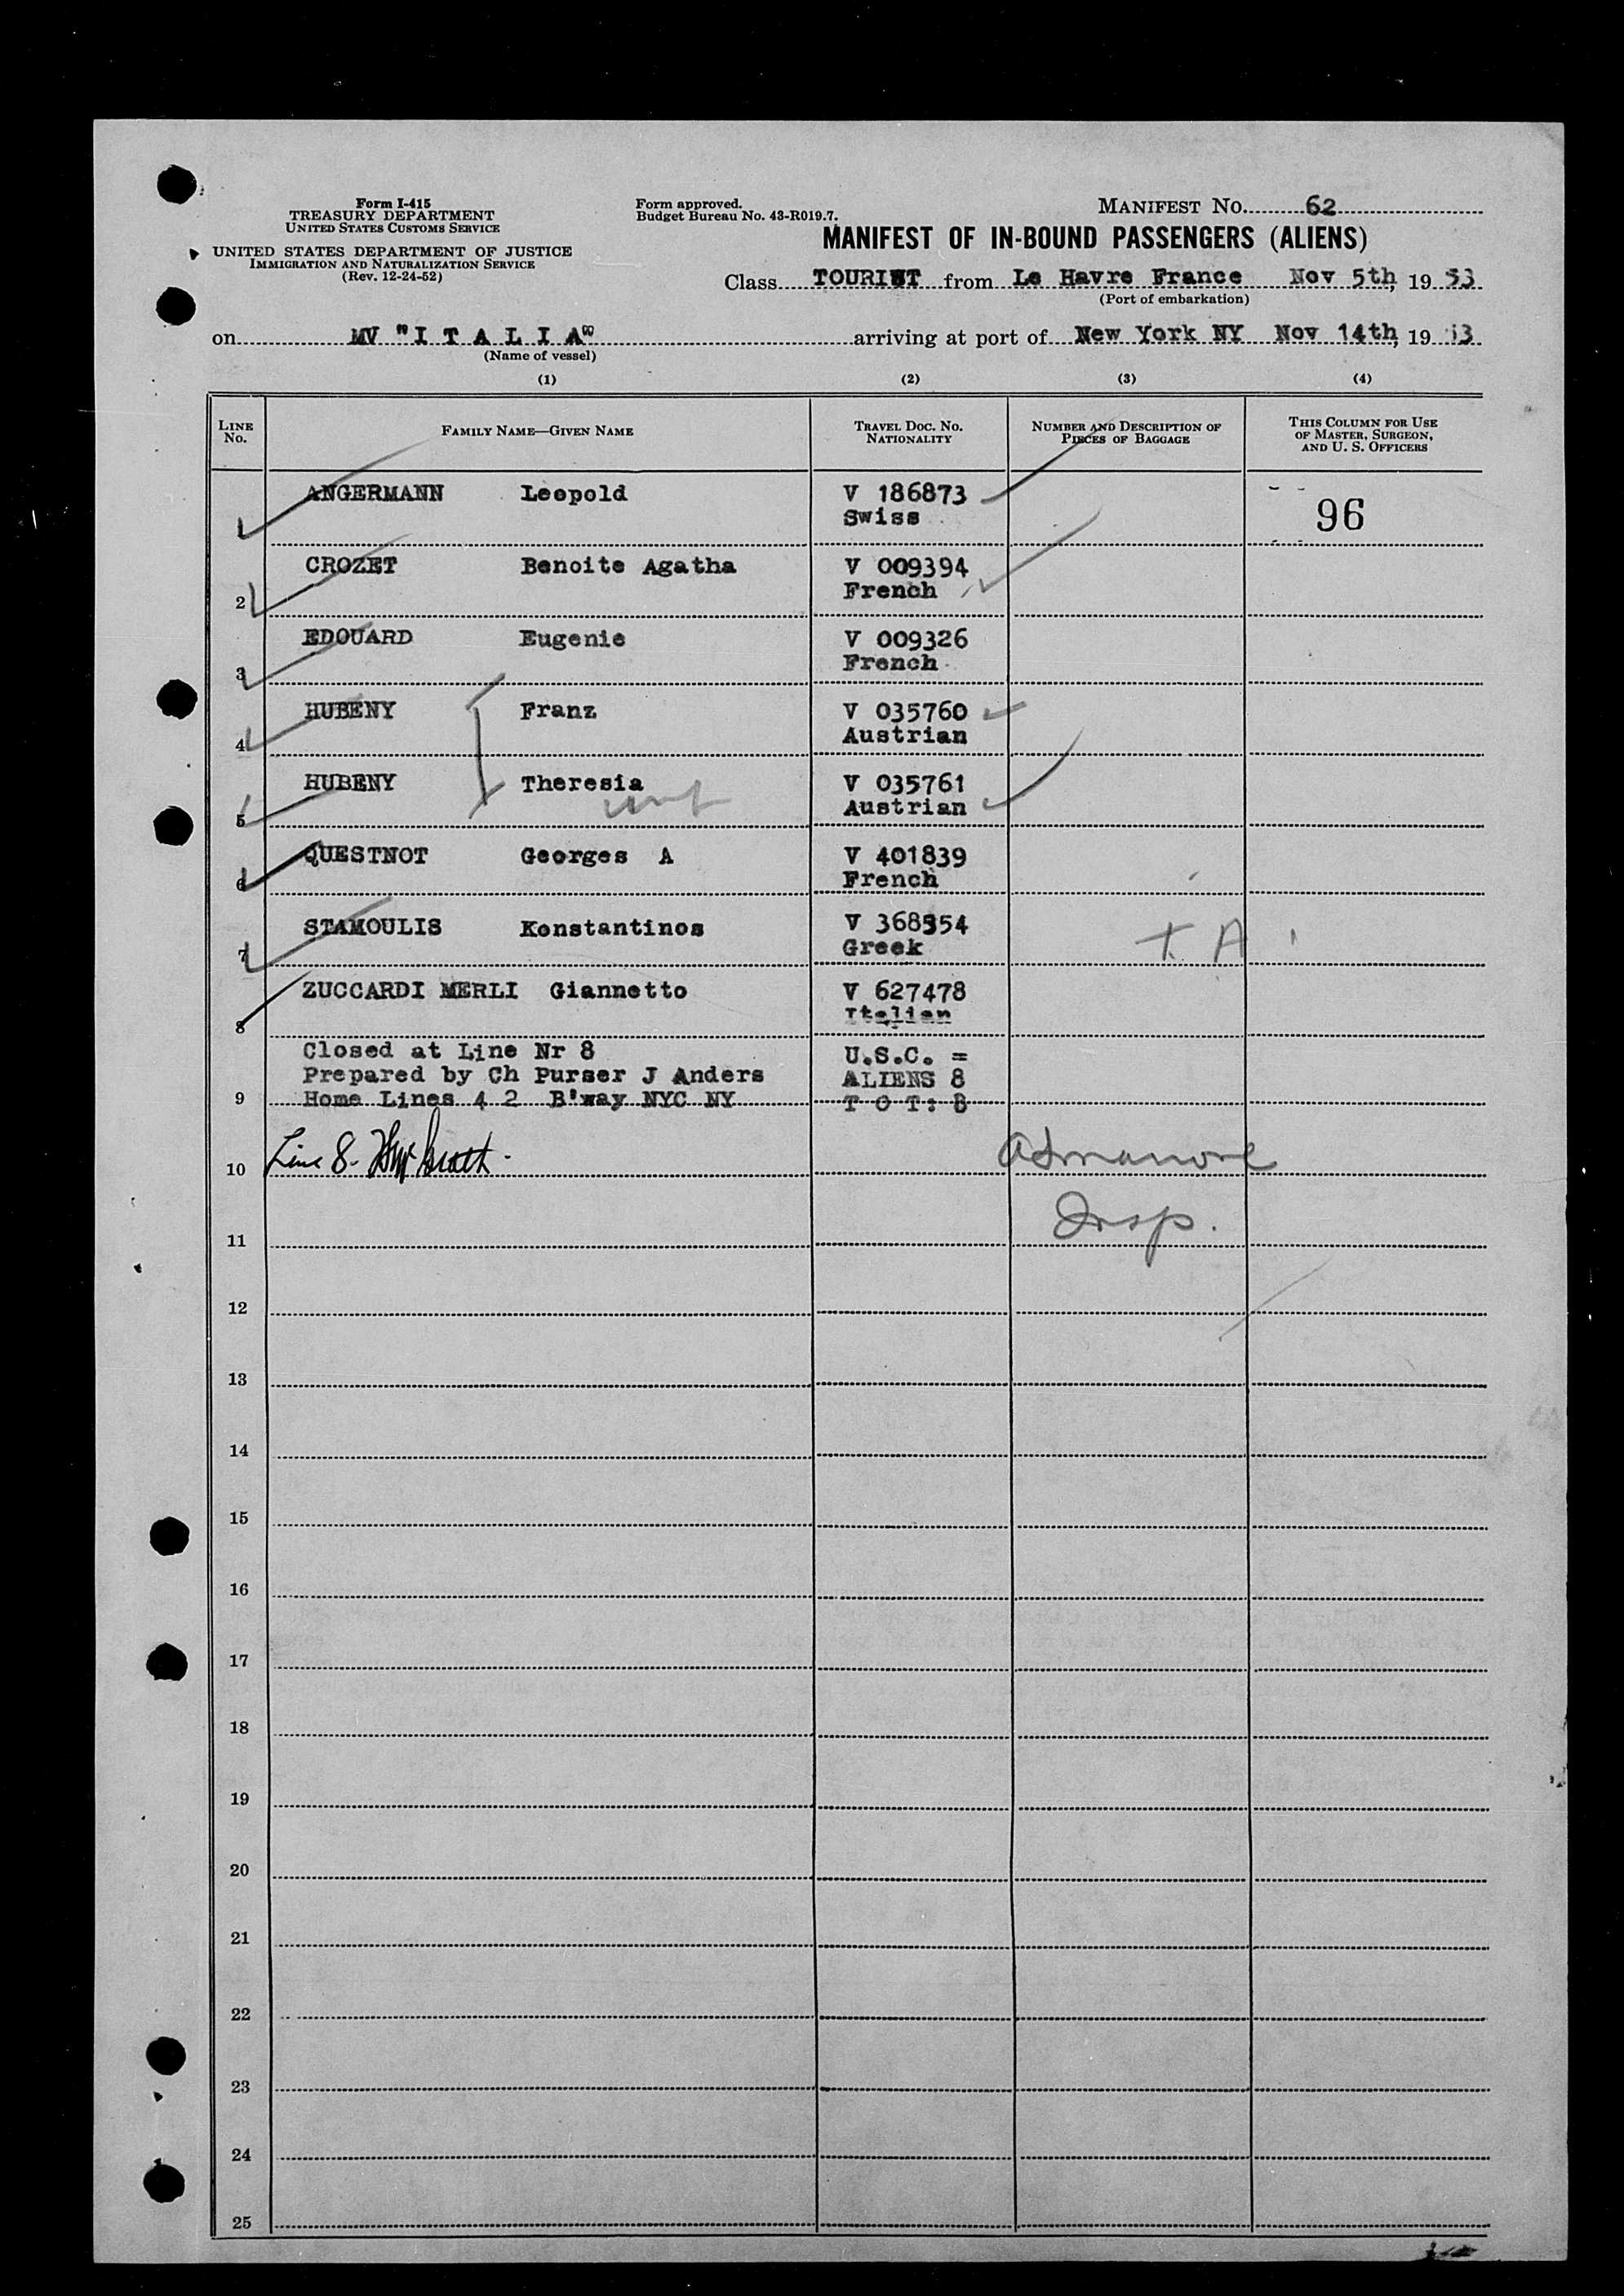 Form I-415
TREASURY DEPARTMENT
UNITED STATES CUSTOMS SERVICE
UNITED STATES DEPARTMENT OF JUSTICE
IMMIGRATION AND NATURALIZATION SERVICE
(Rev. 12-24-52)
Form approved.
Budget Bureau No. 43-R019.7.
MANIFEST NO. 62
MANIFEST OF IN-BOUND PASSENGERS (ALIENS)
Class TOURIST from Le Havre France Nov 5th, 19 53
(Port of embarkation)
on MV "I T A L I A" arriving at port of New York NY Nov 14th, 19 53
(Name of vessel)
(1) (2) (3) (4)
LINE No. FAMILY NAME—GIVEN NAME TRAVEL DOC. NO. NATIONALITY NUMBER AND DESCRIPTION OF PIECES OF BAGGAGE THIS COLUMN FOR USE OF MASTER, SURGEON, AND U. S. OFFICERS
1 ANGERMANN Leopold V 186873 Swiss 96
2 CROZET Benoite Agatha V 009394 French
3 EDOUARD Eugenie V 009326 French
4 HUBENY Franz V 035760 Austrian
5 HUBENY Theresia V 035761 Austrian
6 QUESTNOT Georges A V 401839 French
7 STAMOULIS Konstantinos V 368954 Greek T. A
8 ZUCCARDI MERLI Giannetto V 627478 Italian
Closed at Line Nr 8 U.S.C. =
Prepared by Ch Purser J Anders ALIENS 8
9 Home Lines 4 2 B'way NYC NY T O T: 8
10 Line 8.
11 Insp.
12
13
14
15
16
17
18
19
20
21
22
23
24
25